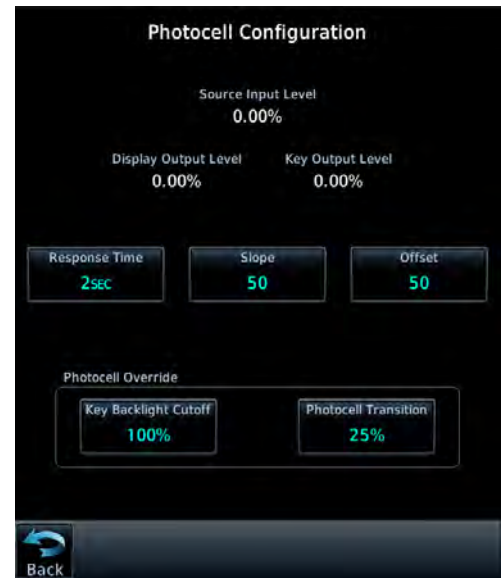 Photocell Configuration
Source Input Level
0.00%
Display Output Level Key Output Level
0.00% 0.00%
Response Time Slope Offset
2SEC 50 50
Photocell Override
Key Backlight Cutoff Photocell Transition
100% 25%
Back